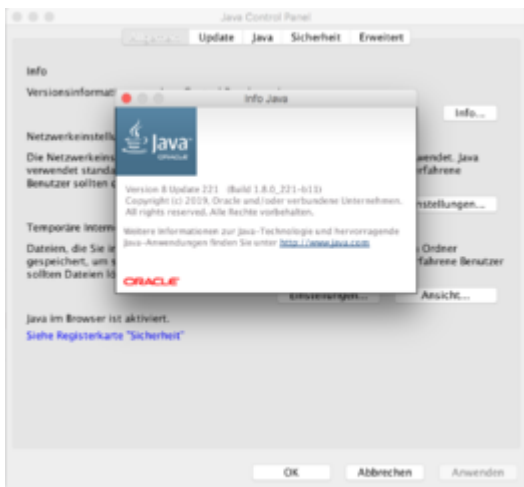 Java Control Panel
Allgemein Update Java Sicherheit Erweitert
Info
Versionsinformat
Info Java
Info...
Java
ORACLE
Netzwerkeinstell
Die Netzwerkeins
wendet. Java
verwendet standa
rfahrene
Benutzer sollten
Version 8 Update 221 (Build 1.8.0_221-b11)
Copyright (c) 2019, Oracle and/oder verbundene Unternehmen.
All rights reserved, Alle Rechte vorbehalten.
nstellungen...
Temporäre Intern
Weitere Informationen zur Java-Technologie und hervorragende
Java-Anwendungen finden Sie unter http://www.java.com
Dateien, die Sie i
Ordner
gespeichert, um s
fahrene Benutzer
sollten Dateien lö
ORACLE
Einstellungen...
Ansicht...
Java im Browser ist aktiviert.
Siehe Registerkarte "Sicherheit"
OK Abbrechen Anwenden